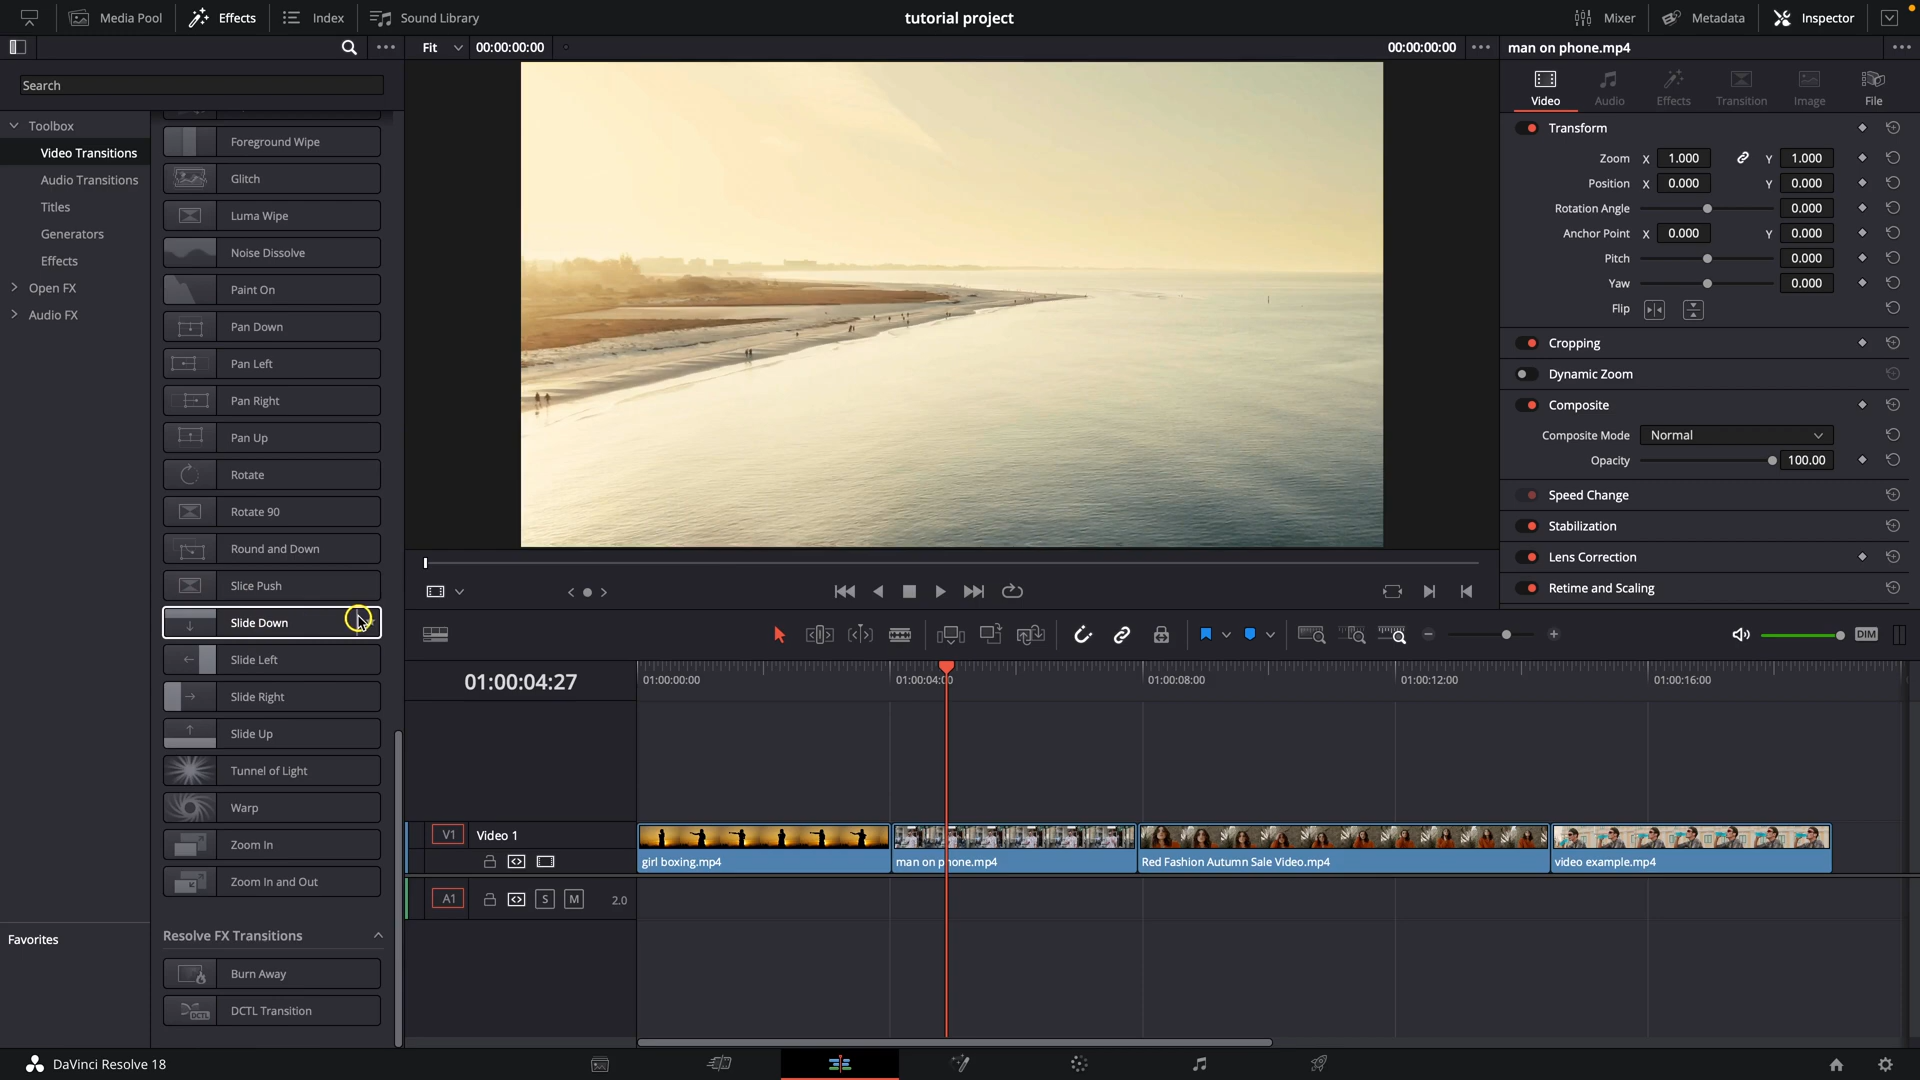 Media Pool
Effects
Index
Sound Library
tutorial project
Mixer
Metadata
Inspector
Fit
00:00:00:00
00:00:00:00
man on phone.mp4
Search
Toolbox
Video Transitions
Audio Transitions
Titles
Generators
Effects
Open FX
Audio FX
Favorites
Foreground Wipe
Glitch
Luma Wipe
Noise Dissolve
Paint On
Pan Down
Pan Left
Pan Right
Pan Up
Rotate
Rotate 90
Round and Down
Slice Push
Slide Down
Slide Left
Slide Right
Slide Up
Tunnel of Light
Warp
Zoom In
Zoom In and Out
Resolve FX Transitions
Burn Away
DCTL
DCTL Transition
Video
Audio
Effects
Transition
Image
File
Transform
Zoom X 1.000 Y 1.000
Position X 0.000 Y 0.000
Rotation Angle 0.000
Anchor Point X 0.000 Y 0.000
Pitch 0.000
Yaw 0.000
Flip
Cropping
Dynamic Zoom
Composite
Composite Mode Normal
Opacity 100.00
Speed Change
Stabilization
Lens Correction
Retime and Scaling
DIM
01:00:04:27
01:00:00:00
01:00:04:00
01:00:08:00
01:00:12:00
01:00:16:00
V1 Video 1
girl boxing.mp4
man on phone.mp4
Red Fashion Autumn Sale Video.mp4
video example.mp4
A1 S M 2.0
DaVinci Resolve 18